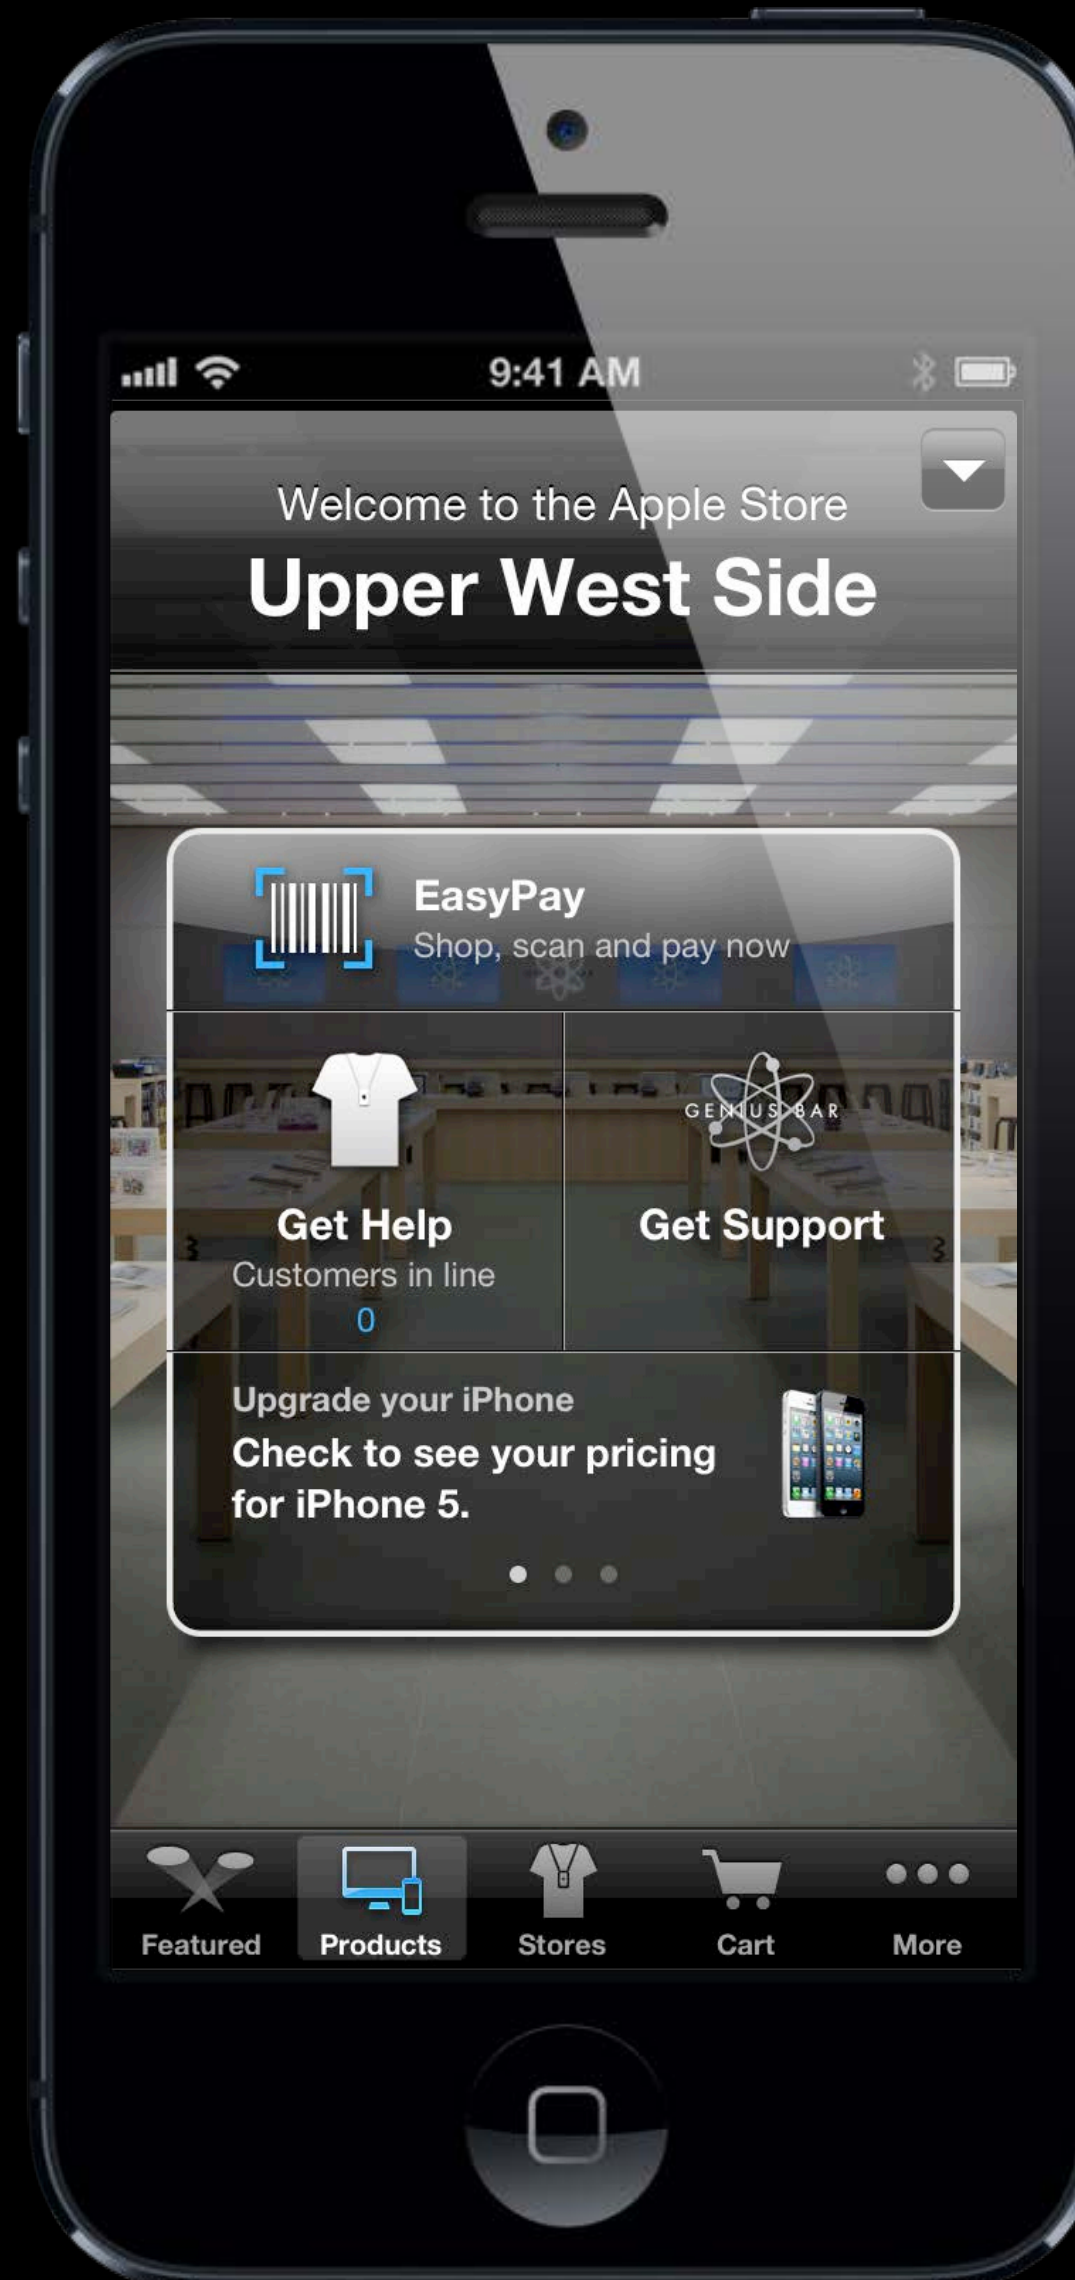 9:41 AM
Welcome to the Apple Store
Upper West Side
EasyPay
Shop, scan and pay now
GENIUS BAR
Get Help
Get Support
Customers in line
0
Upgrade your iPhone
Check to see your pricing
for iPhone 5.
Featured
Products
Stores
Cart
More